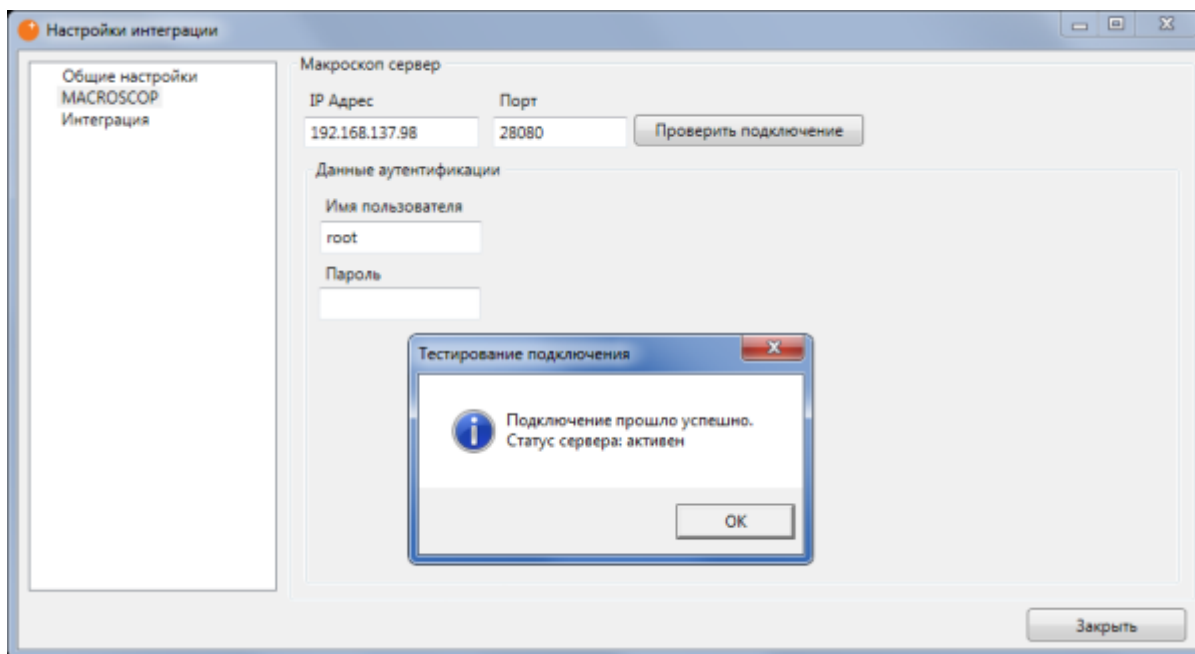 Настройки интеграции
Общие настройки
MACROSCOP
Интеграция
Макроскоп сервер
IP Адрес
Порт
192.168.137.98
28080
Проверить подключение
Данные аутентификации
Имя пользователя
root
Пароль
Тестирование подключения
Подключение прошло успешно.
Статус сервера: активен
OK
Закрыть